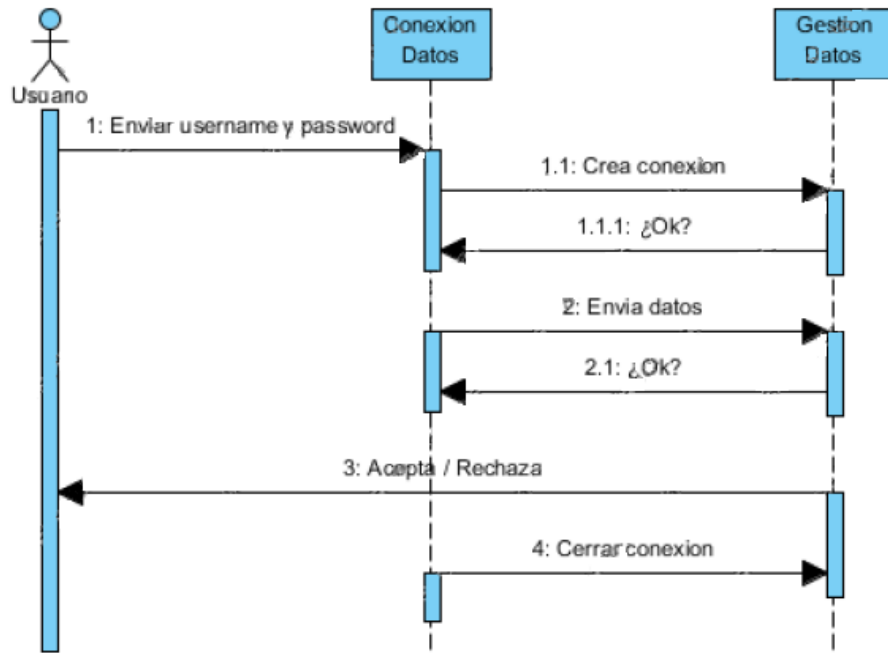 Usuario
Conexion
Datos
Gestion
Datos
1: Enviar username y password
1.1: Crea conexion
1.1.1: ¿Ok?
2: Envia datos
2.1: ¿Ok?
3: Acepta / Rechaza
4: Cerrar conexion